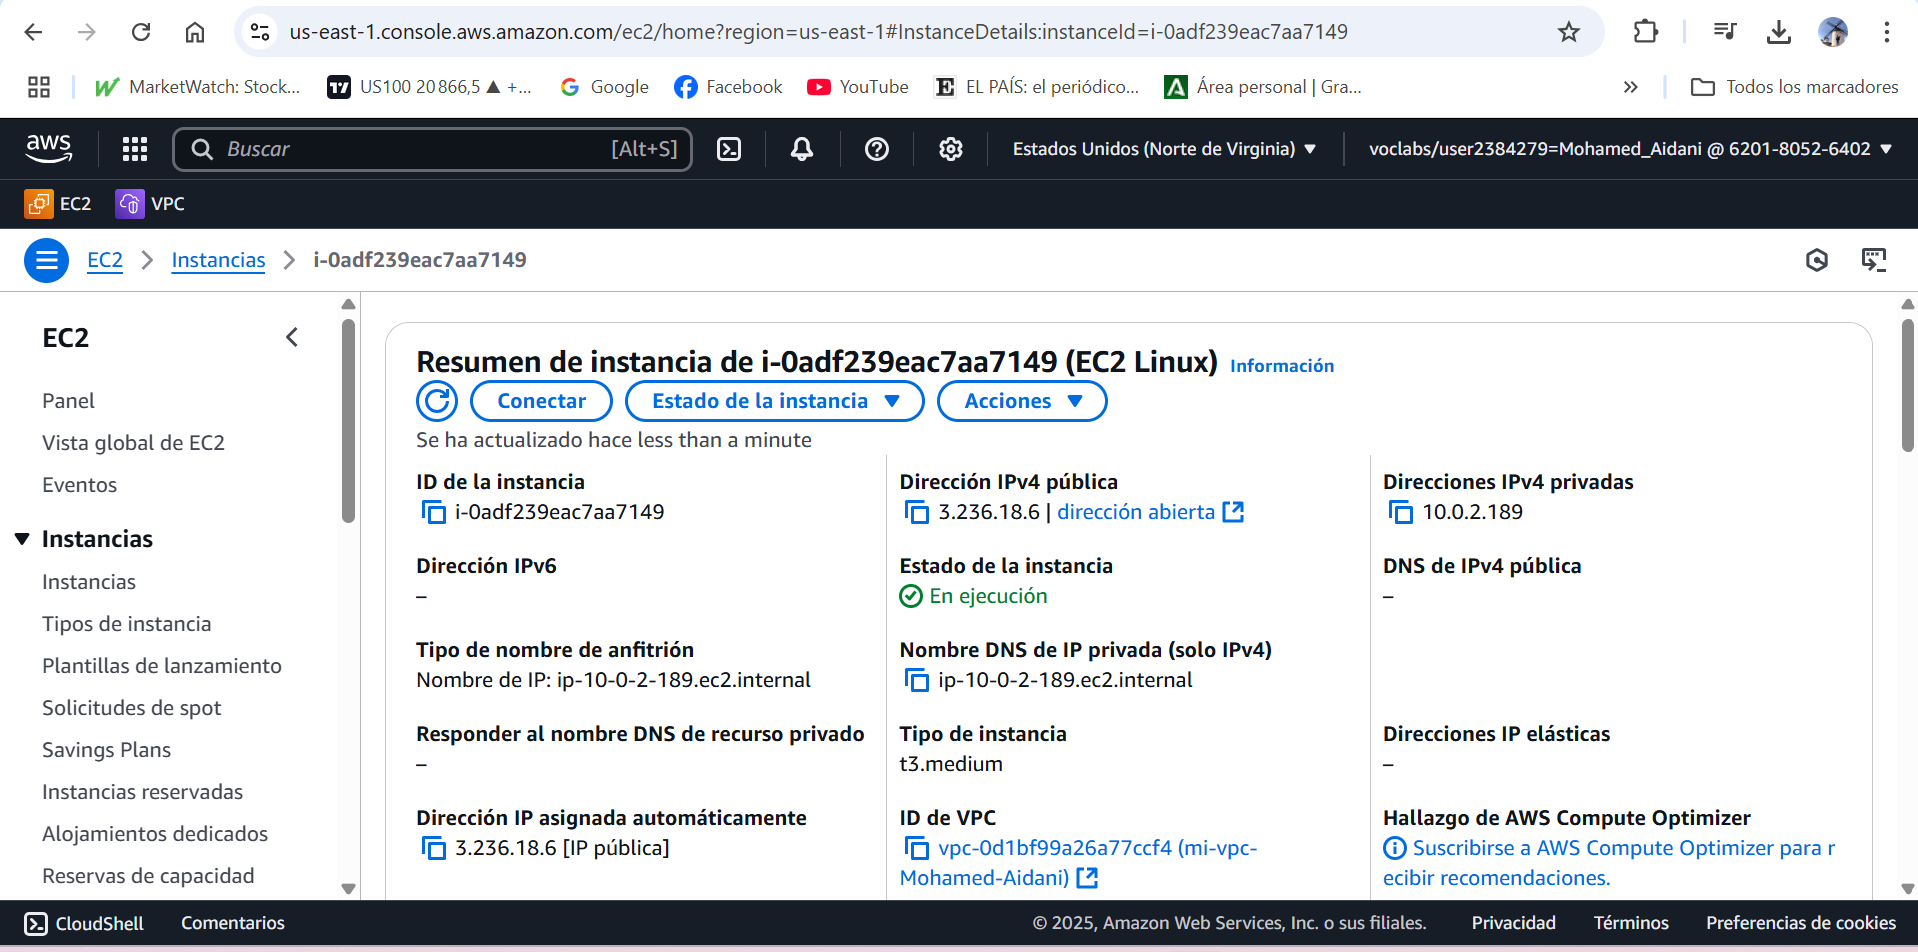 us-east-1.console.aws.amazon.com/ec2/home?region=us-east-1#InstanceDetails:instanceId=i-0adf239eac7aa7149
MarketWatch: Stock... US100 20 866,5 ▲ +... Google Facebook YouTube EL PAÍS: el periódico... Área personal | Gra... Todos los marcadores
aws Buscar [Alt+S] Estados Unidos (Norte de Virginia) voclabs/user2384279=Mohamed_Aidani @ 6201-8052-6402
EC2 VPC
EC2 Instancias i-0adf239eac7aa7149
EC2
Panel
Vista global de EC2
Eventos
Instancias
Instancias
Tipos de instancia
Plantillas de lanzamiento
Solicitudes de spot
Savings Plans
Instancias reservadas
Alojamientos dedicados
Reservas de capacidad
Resumen de instancia de i-0adf239eac7aa7149 (EC2 Linux) Información
Conectar Estado de la instancia Acciones
Se ha actualizado hace less than a minute
ID de la instancia
i-0adf239eac7aa7149
Dirección IPv4 pública
3.236.18.6 | dirección abierta
Direcciones IPv4 privadas
10.0.2.189
Dirección IPv6
–
Estado de la instancia
En ejecución
DNS de IPv4 pública
–
Tipo de nombre de anfitrión
Nombre de IP: ip-10-0-2-189.ec2.internal
Nombre DNS de IP privada (solo IPv4)
ip-10-0-2-189.ec2.internal
Responder al nombre DNS de recurso privado
–
Tipo de instancia
t3.medium
Direcciones IP elásticas
–
Dirección IP asignada automáticamente
3.236.18.6 [IP pública]
ID de VPC
vpc-0d1bf99a26a77ccf4 (mi-vpc-
Mohamed-Aidani)
Hallazgo de AWS Compute Optimizer
Suscribirse a AWS Compute Optimizer para r
ecibir recomendaciones.
CloudShell Comentarios © 2025, Amazon Web Services, Inc. o sus filiales. Privacidad Términos Preferencias de cookies